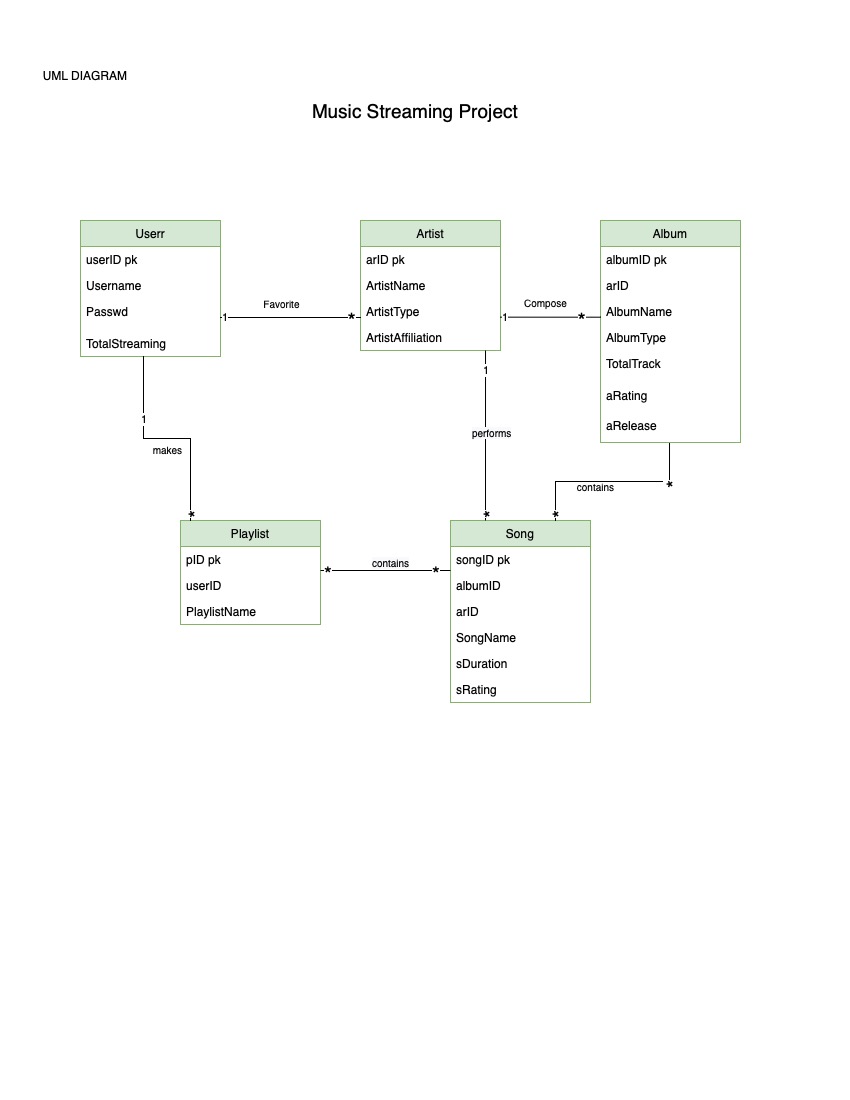 UML DIAGRAM
Music Streaming Project
Userr
userID pk
Username
Passwd
TotalStreaming
1
Favorite
*
Artist
arID pk
ArtistName
ArtistType
ArtistAffiliation
1
Compose
*
Album
albumID pk
arID
AlbumName
AlbumType
TotalTrack
aRating
aRelease
1
makes
*
1
performs
*
*
contains
*
Playlist
pID pk
userID
PlaylistName
*
contains
*
Song
songID pk
albumID
arID
SongName
sDuration
sRating